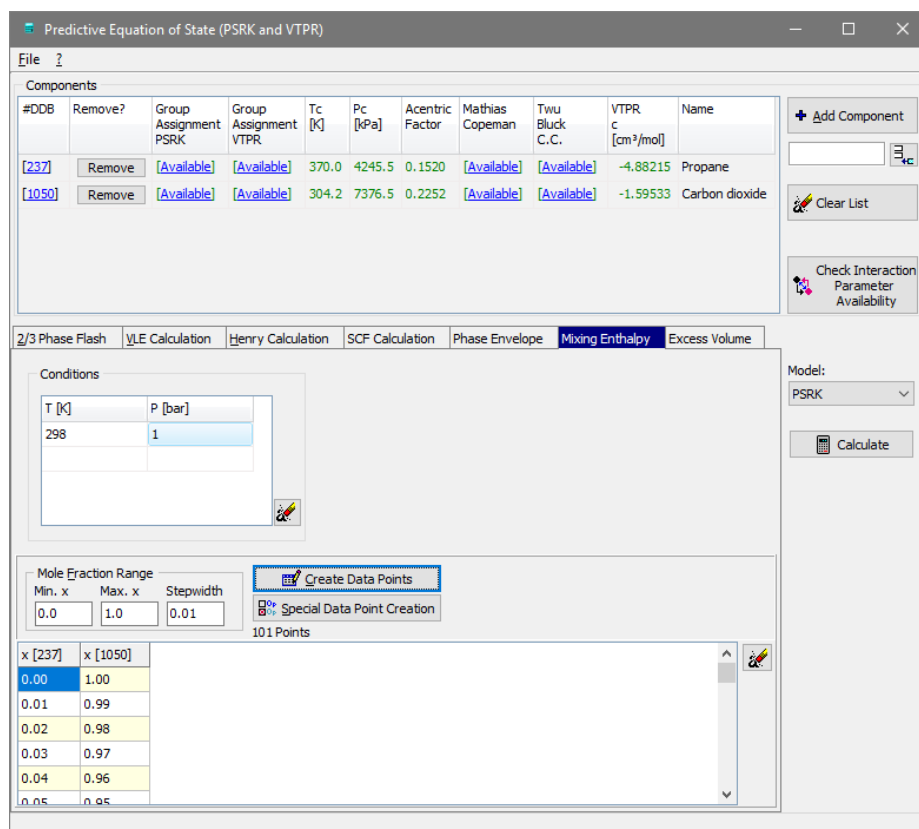 Predictive Equation of State (PSRK and VTPR)
File ?
Components
#DDB Remove? Group Assignment PSRK Group Assignment VTPR Tc [K] Pc [kPa] Acentric Factor Mathias Copeman Twu Bluck C.C. VTPR c [cm³/mol] Name
[237] Remove [Available] [Available] 370.0 4245.5 0.1520 [Available] [Available] -4.88215 Propane
[1050] Remove [Available] [Available] 304.2 7376.5 0.2252 [Available] [Available] -1.59533 Carbon dioxide
Add Component
Clear List
Check Interaction
Parameter
Availability
2/3 Phase Flash VLE Calculation Henry Calculation SCF Calculation Phase Envelope Mixing Enthalpy Excess Volume
Conditions
T [K] P [bar]
298 1
Model:
PSRK
Calculate
Mole Fraction Range
Min. x Max. x Stepwidth
0.0 1.0 0.01
Create Data Points
Special Data Point Creation
101 Points
x [237] x [1050]
0.00 1.00
0.01 0.99
0.02 0.98
0.03 0.97
0.04 0.96
0.05 0.95